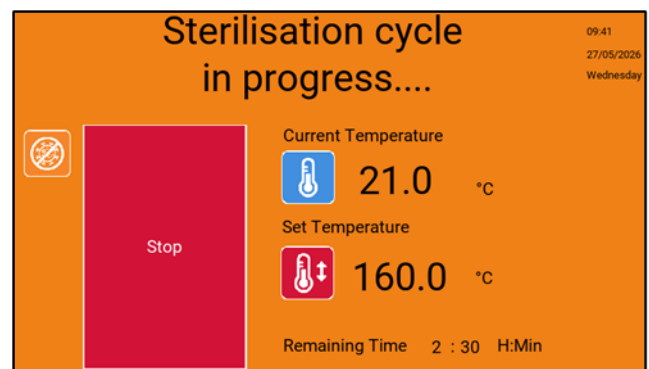 Sterilisation cycle
in progress....
09:41
27/05/2026
Wednesday
Current Temperature
21.0 °C
Stop
Set Temperature
160.0 °C
Remaining Time 2 : 30 H:Min